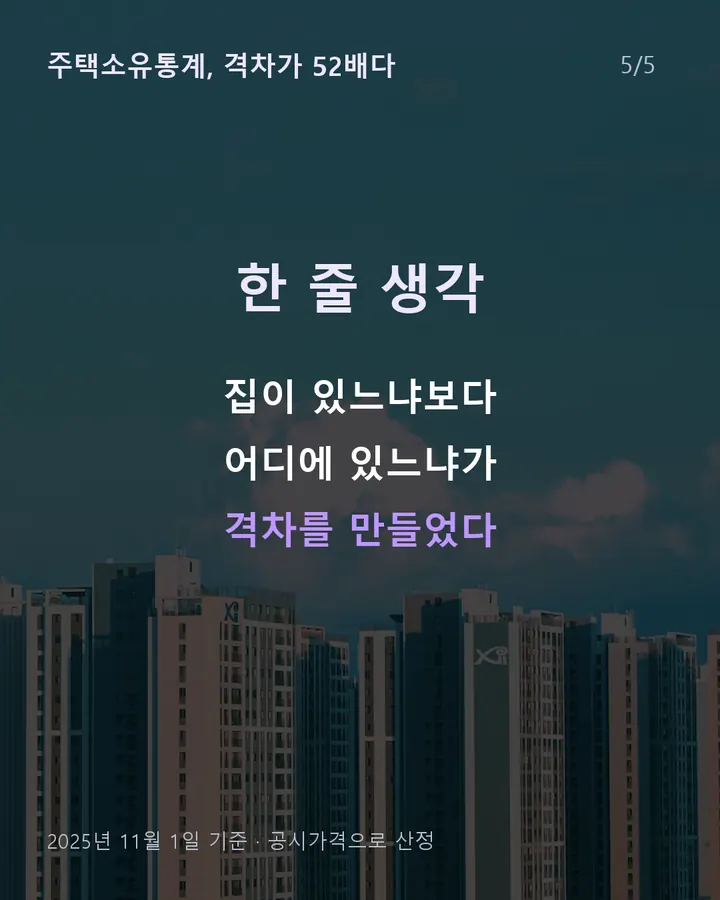 주택소유통계, 격차가 52배다
5/5
한 줄 생각
집이 있느냐보다
어디에 있느냐가
격차를 만들었다
Xi
Xi
2025년 11월 1일 기준 · 공시가격으로 산정